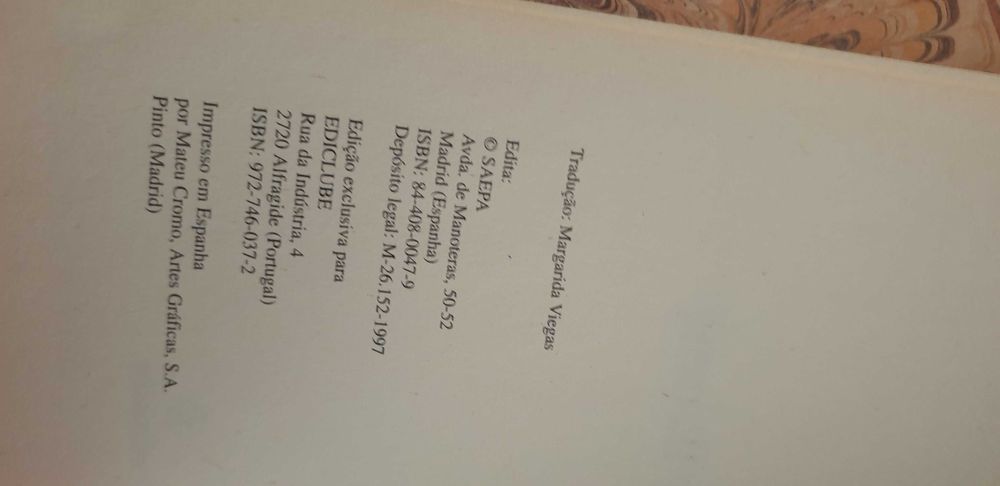 Tradução: Margarida Viegas
Edita:
© SAEPA
Avda. de Manoteras, 50-52
Madrid (Espanha)
ISBN: 84-408-0047-9
Depósito legal: M-26.152-1997
Edição exclusiva para
EDICLUBE
Rua da Indústria, 4
2720 Alfragide (Portugal)
ISBN: 972-746-037-2
Impresso em Espanha
por Mateu Cromo, Artes Gráficas, S.A.
Pinto (Madrid)